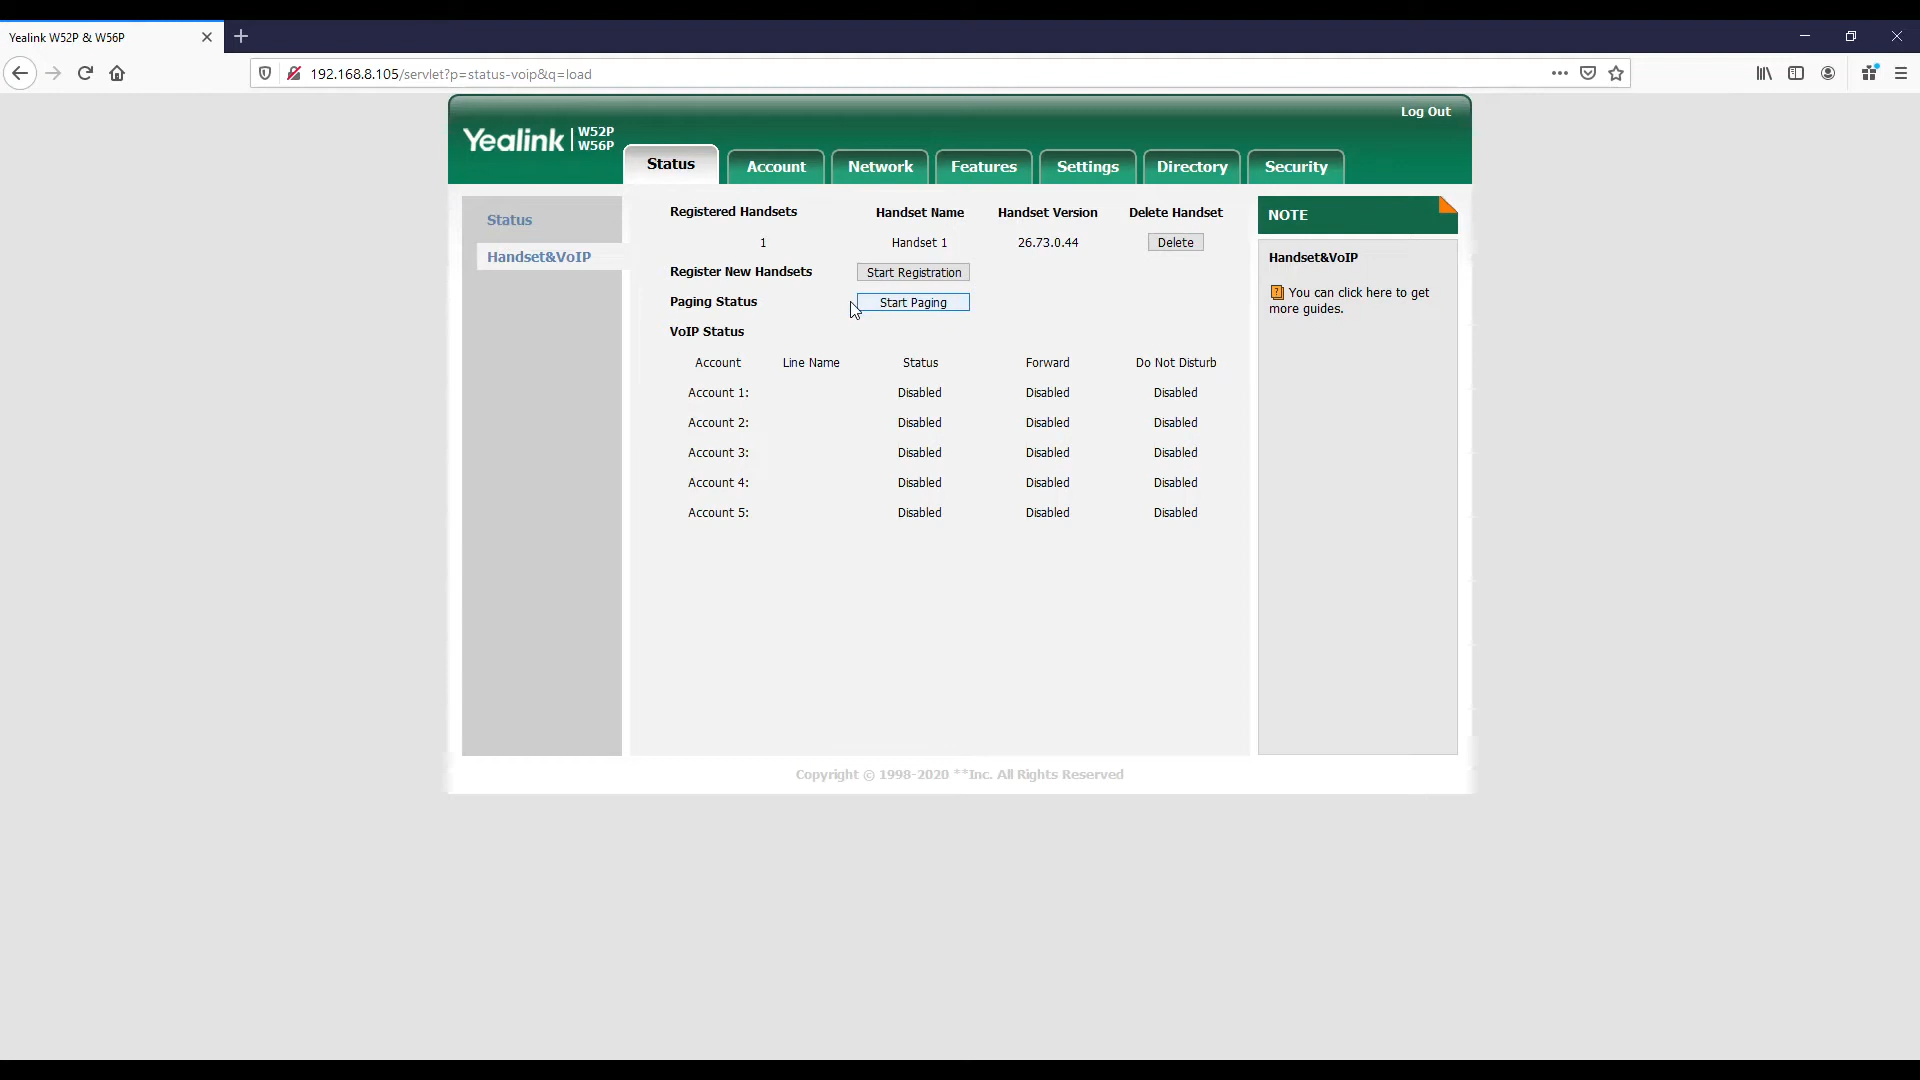 Yealink W52P & W56P
192.168.8.105/servlet?p=status-voip&q=load
Log Out
Yealink W52P W56P
Status Account Network Features Settings Directory Security
Status
Handset&VoIP
Registered Handsets Handset Name Handset Version Delete Handset
1 Handset 1 26.73.0.44 Delete
Register New Handsets Start Registration
Paging Status Start Paging
VoIP Status
Account Line Name Status Forward Do Not Disturb
Account 1: Disabled Disabled Disabled
Account 2: Disabled Disabled Disabled
Account 3: Disabled Disabled Disabled
Account 4: Disabled Disabled Disabled
Account 5: Disabled Disabled Disabled
NOTE
Handset&VoIP
? You can click here to get
more guides.
Copyright © 1998-2020 **Inc. All Rights Reserved